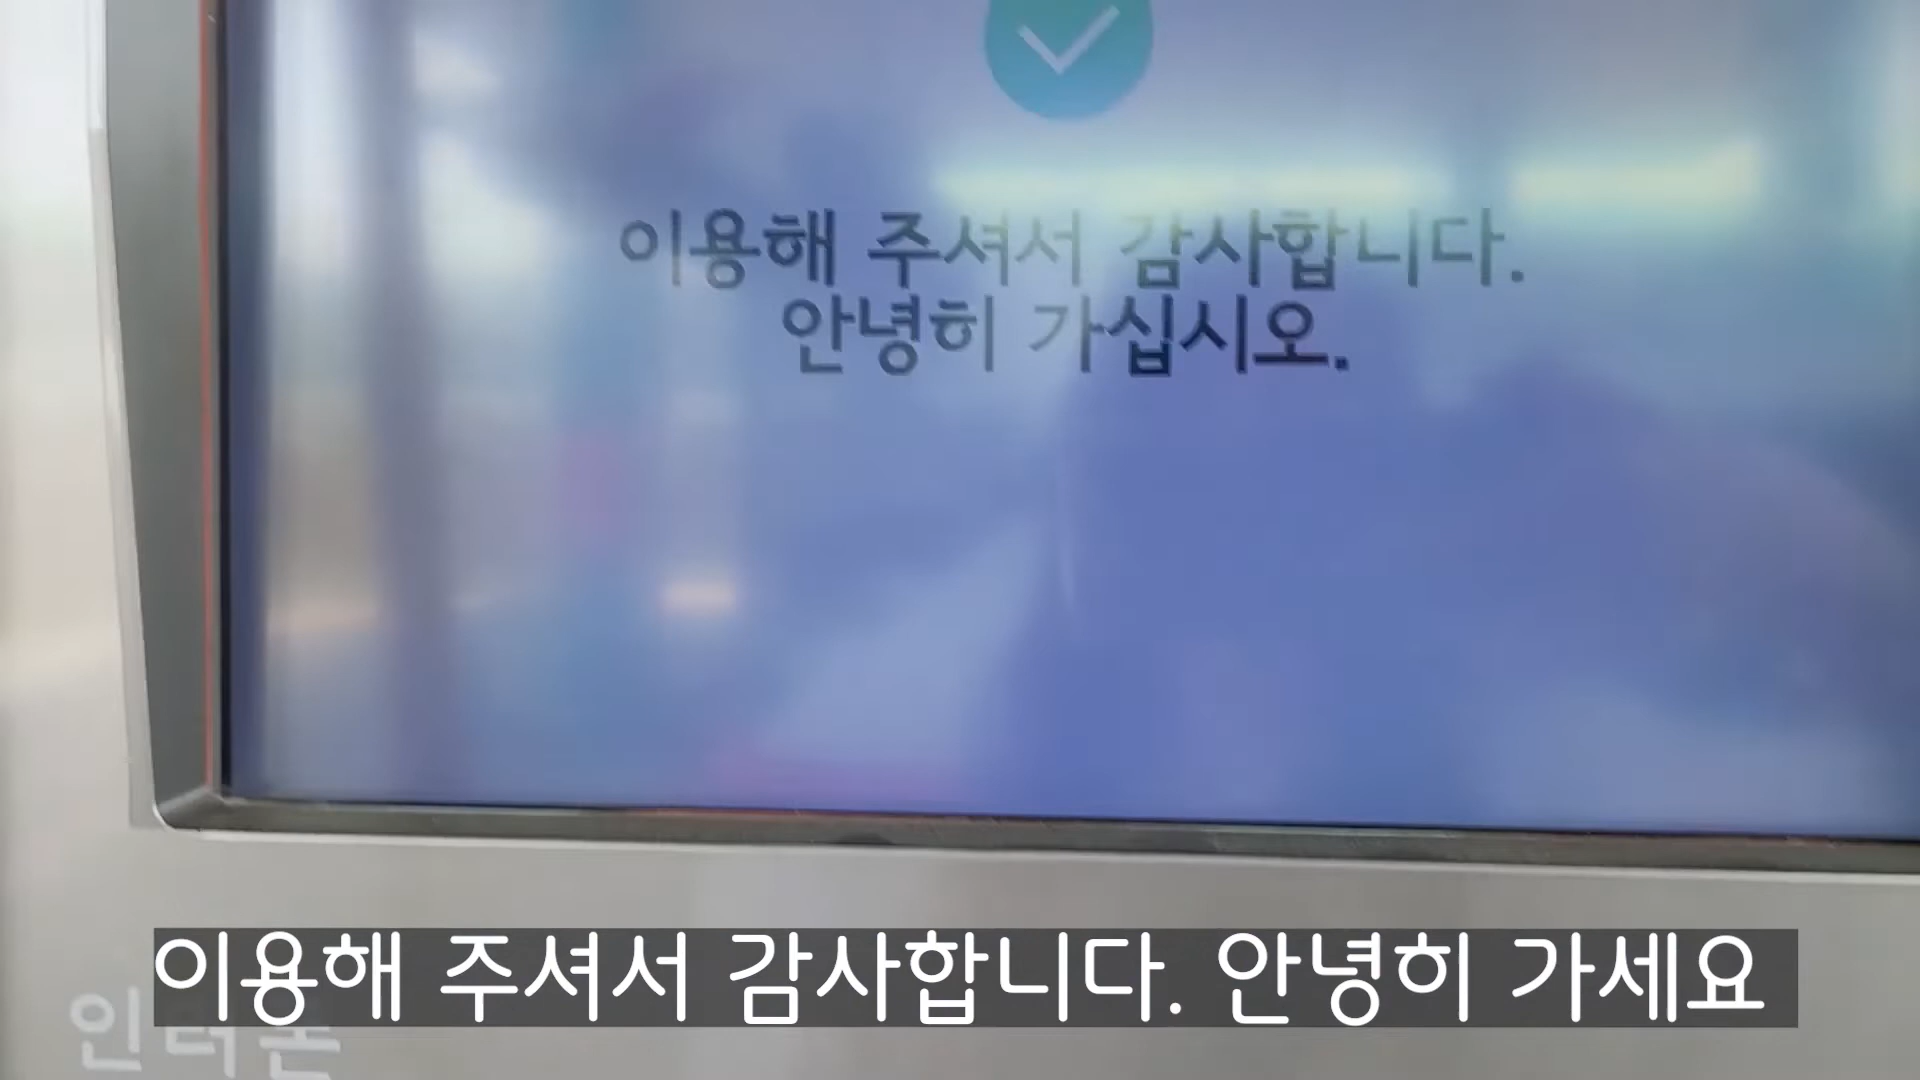 이용해 주셔서 감사합니다.
안녕히 가십시오.
이용해 주셔서 감사합니다. 안녕히 가세요
인터폰